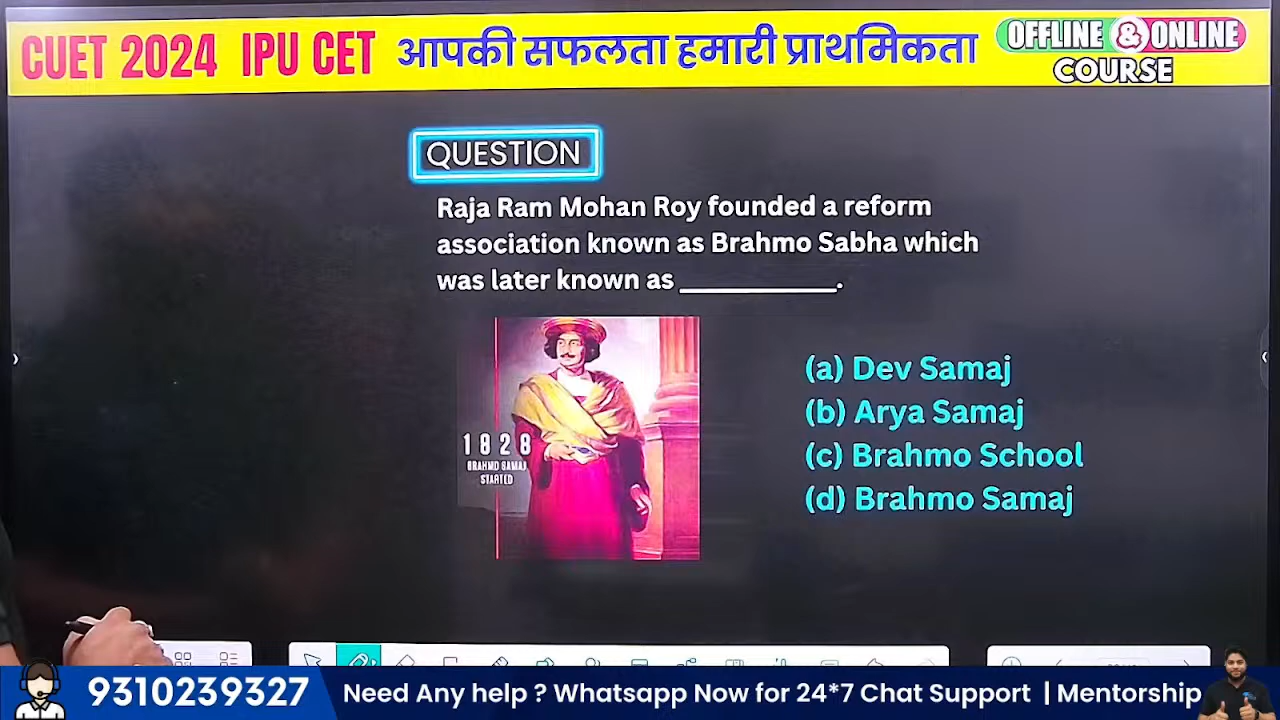 CUET 2024 IPU CET आपकी सफलता हमारी प्राथमिकता OFFLINE & ONLINE
COURSE
QUESTION
Raja Ram Mohan Roy founded a reform
association known as Brahmo Sabha which
was later known as ____________.
1828
BRAHMO SAMAJ
STARTED
(a) Dev Samaj
(b) Arya Samaj
(c) Brahmo School
(d) Brahmo Samaj
9310239327 Need Any help ? Whatsapp Now for 24*7 Chat Support | Mentorship